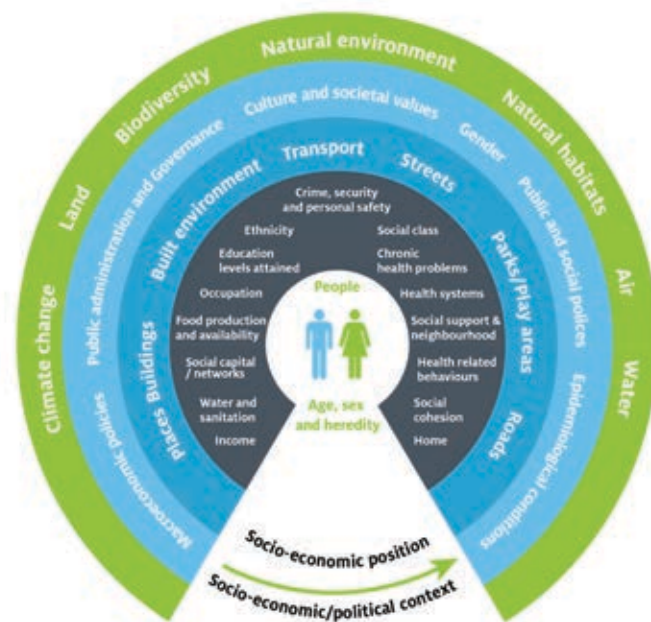 Climate change
Land
Biodiversity
Natural environment
Natural habitats
Air
Water
Macroeconomic policies
Public administration and Governance
Culture and societal values
Gender
Public and social polices
Epidemiological conditions
places Buildings
Built environment
Transport
Streets
Parks/Play areas
Roads
Crime, security
and personal safety
Ethnicity
Social class
Education
levels attained
Chronic
health problems
Occupation
Health systems
Food production
and availability
Social support &
neighbourhood
Social capital
/ networks
Health related
behaviours
Water and
sanitation
Social
cohesion
Income
Home
People
Age, sex
and heredity
Socio-economic position
Socio-economic/political context